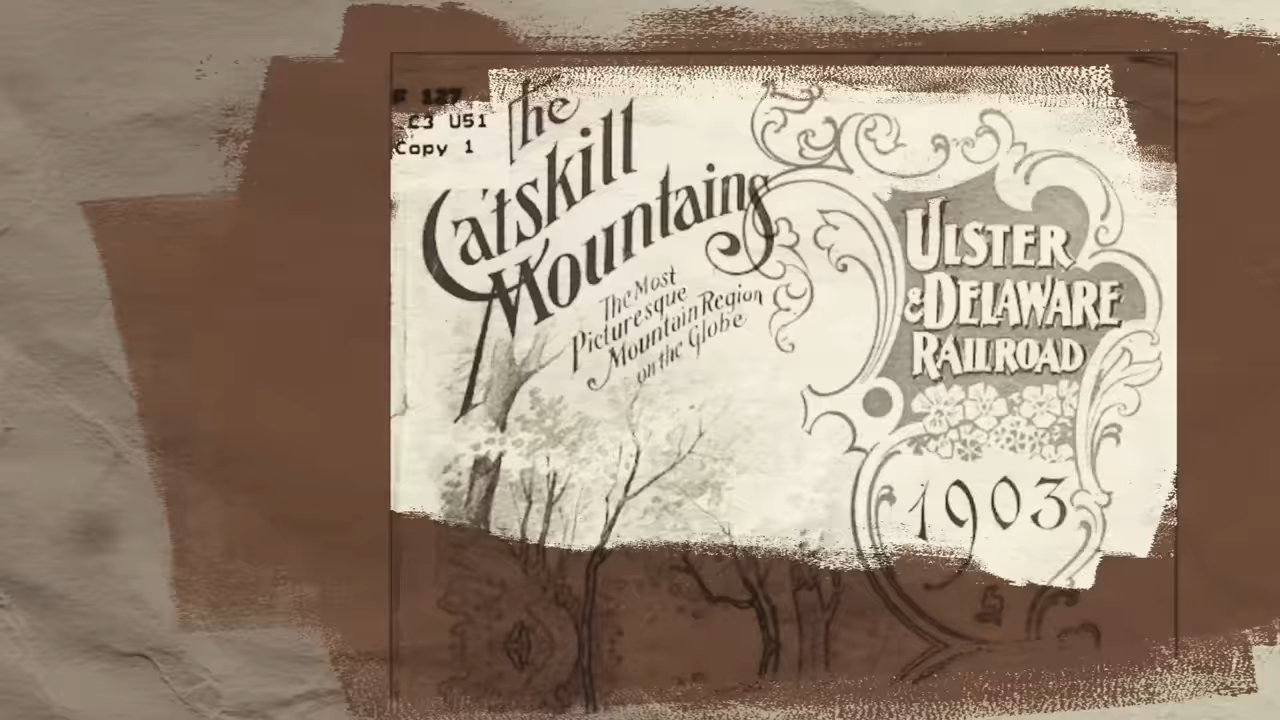 F 127
.C3 U51
Copy 1
The
Catskill
Mountains
The Most
Picturesque
Mountain Region
on the Globe
ULSTER
& DELAWARE
RAILROAD
1903